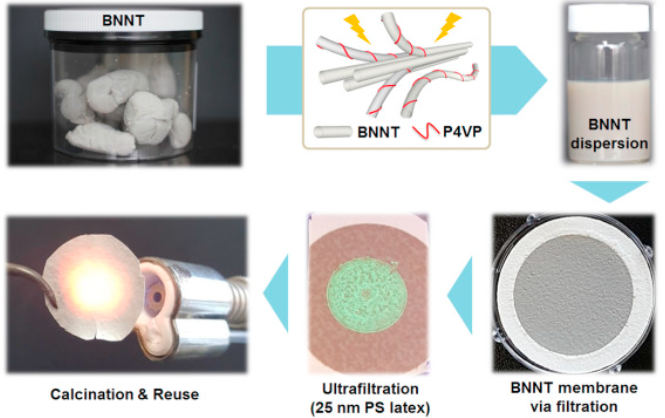 BNNT
BNNT P4VP
BNNT
dispersion
Calcination & Reuse
Ultrafiltration
(25 nm PS latex)
BNNT membrane
via filtration